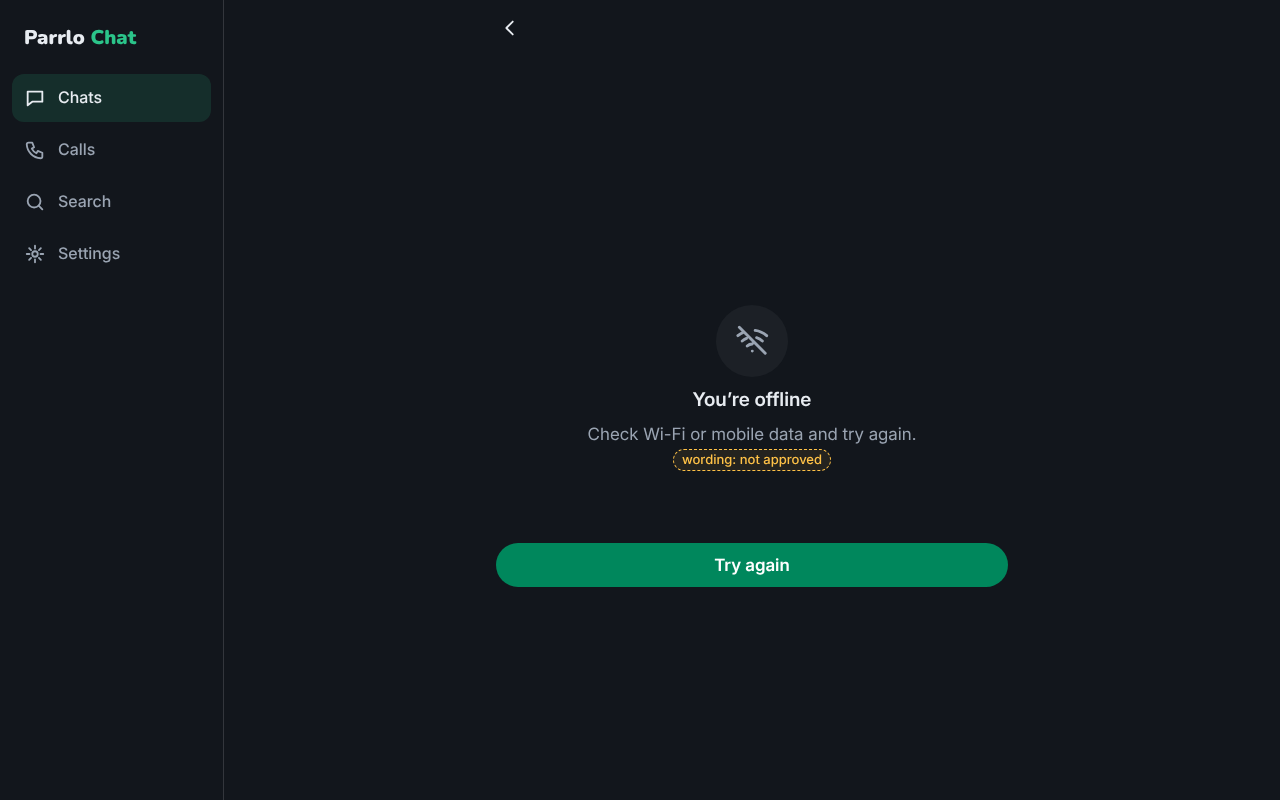 Parrlo Chat
Chats
Calls
Search
Settings
You’re offline
Check Wi-Fi or mobile data and try again.
wording: not approved
Try again